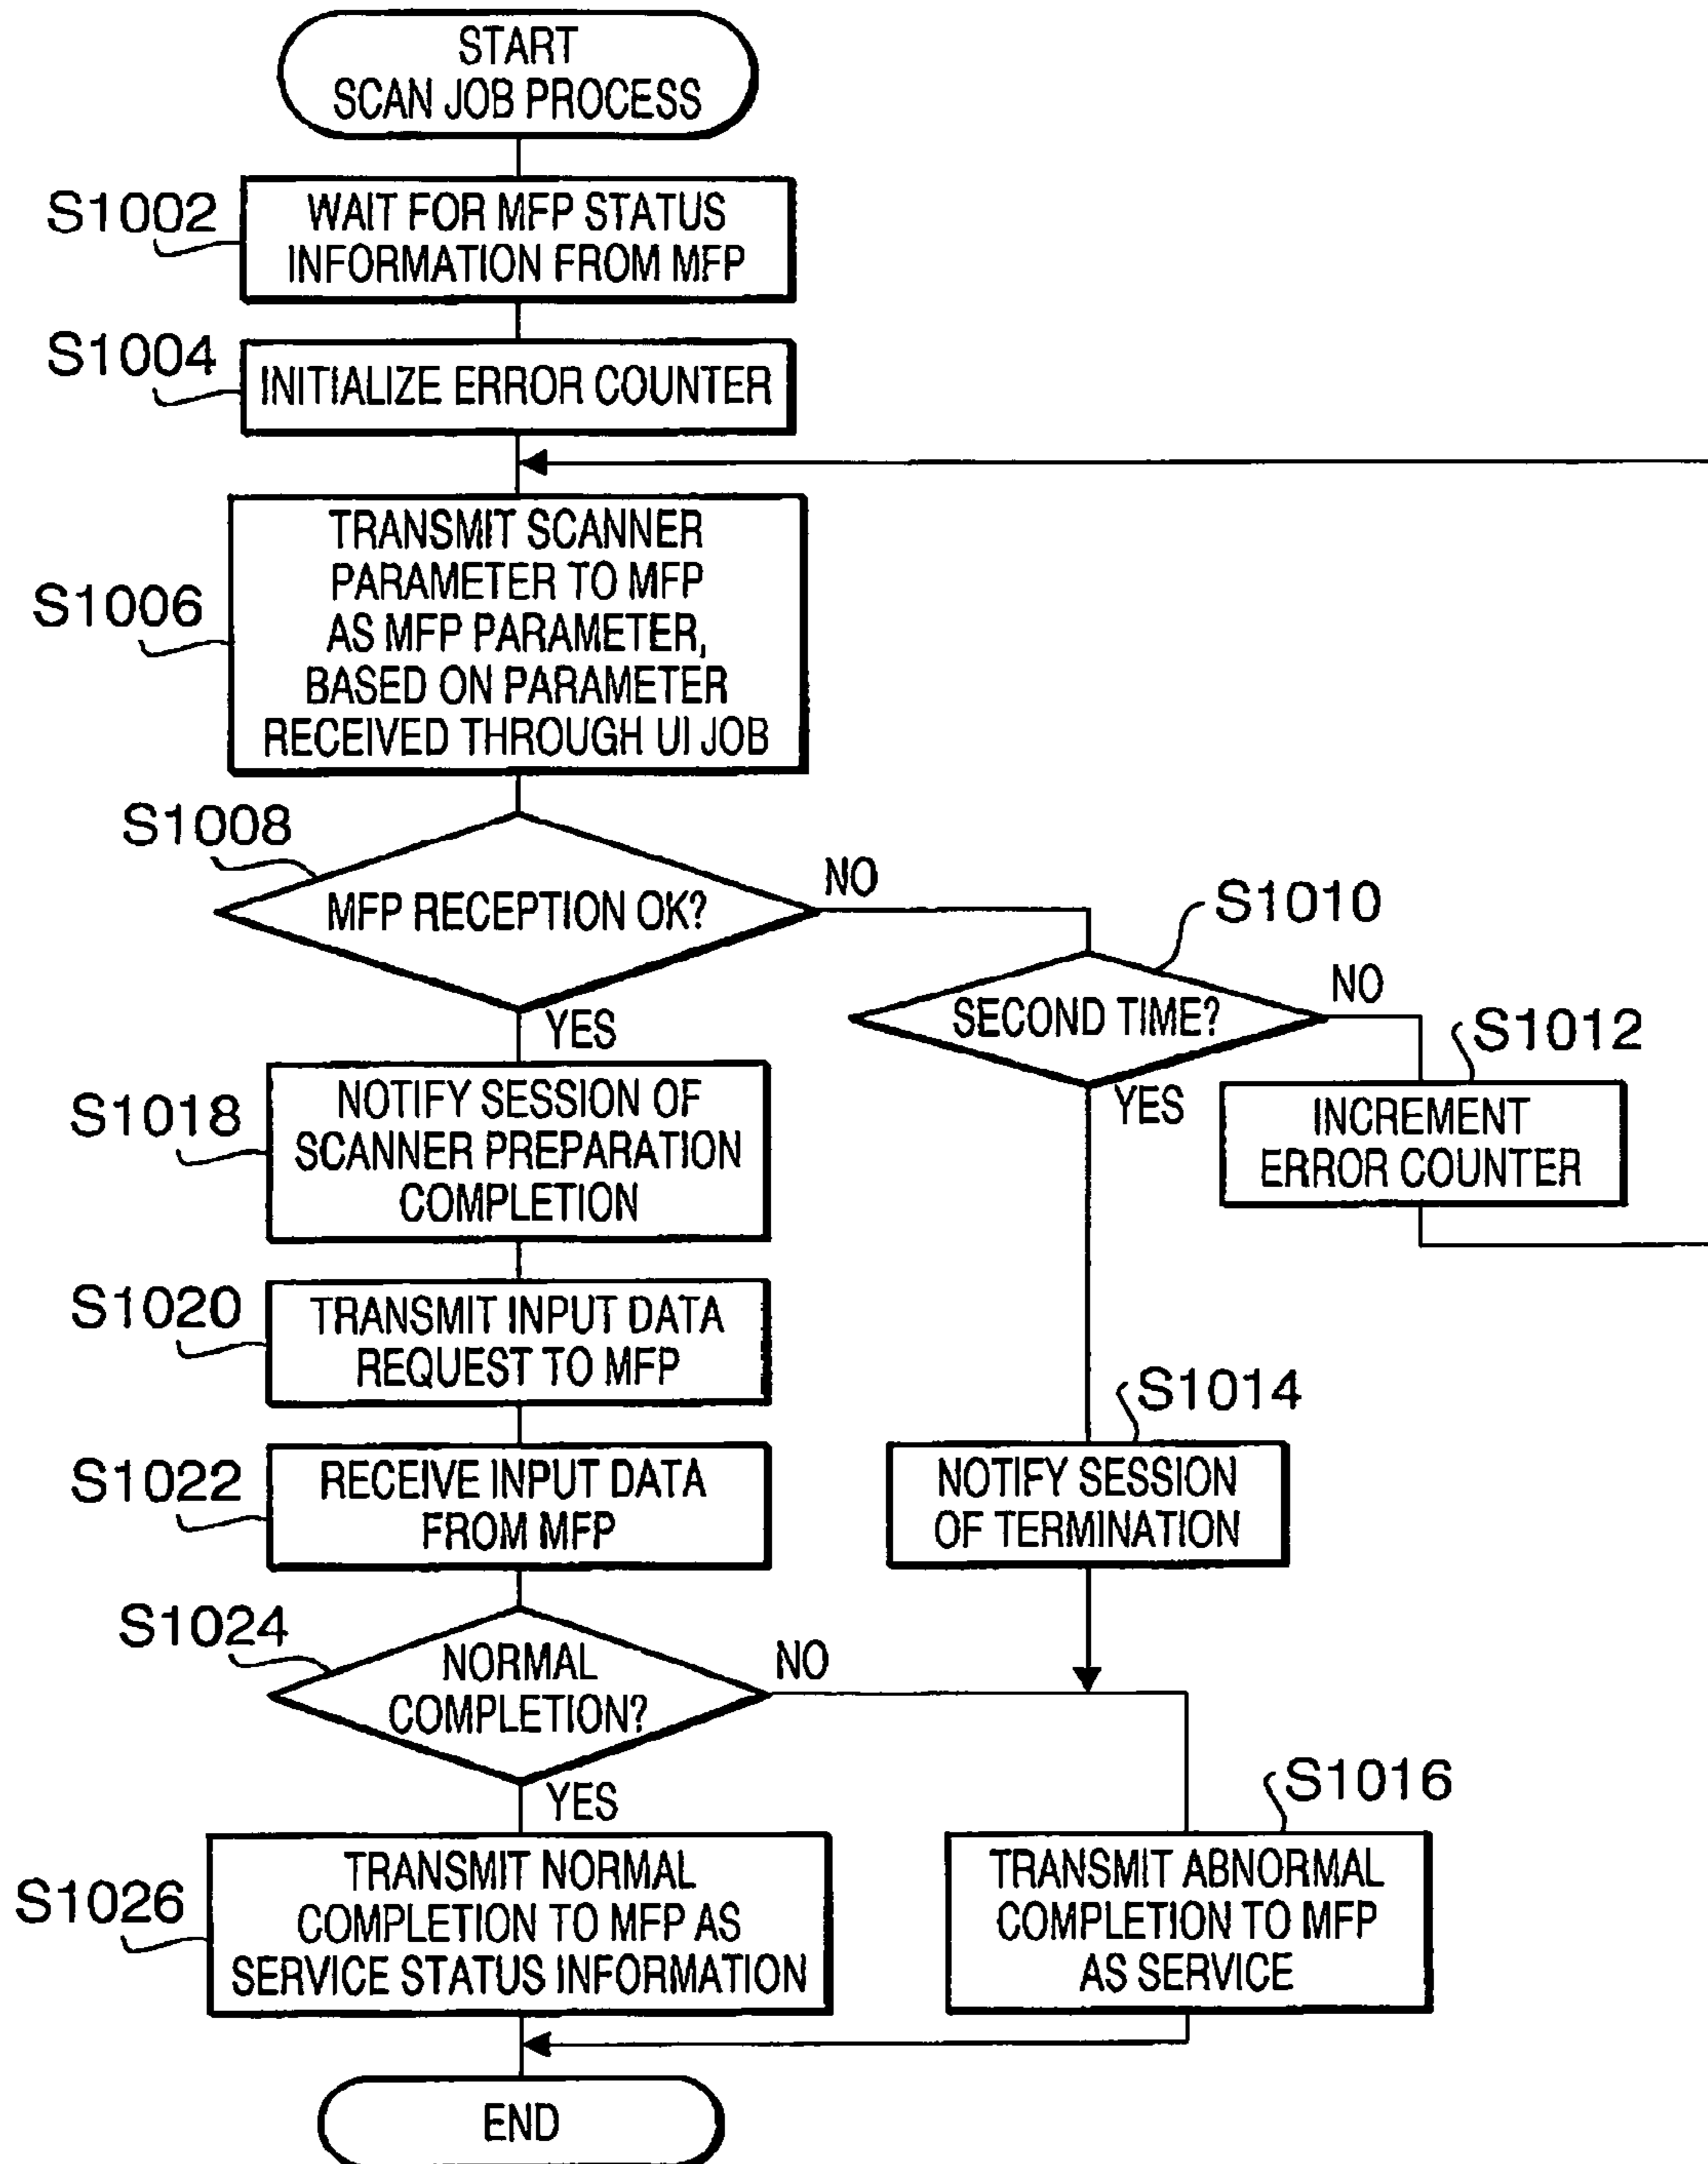 START
SCAN JOB PROCESS
S1002
WAIT FOR MFP STATUS
INFORMATION FROM MFP
S1004
INITIALIZE ERROR COUNTER
S1006
TRANSMIT SCANNER
PARAMETER TO MFP
AS MFP PARAMETER,
BASED ON PARAMETER
RECEIVED THROUGH UI JOB
S1008
MFP RECEPTION OK?
NO
YES
S1010
SECOND TIME?
NO
YES
S1012
INCREMENT
ERROR COUNTER
S1018
NOTIFY SESSION OF
SCANNER PREPARATION
COMPLETION
S1020
TRANSMIT INPUT DATA
REQUEST TO MFP
S1014
NOTIFY SESSION
OF TERMINATION
S1022
RECEIVE INPUT DATA
FROM MFP
S1024
NORMAL
COMPLETION?
NO
YES
S1016
TRANSMIT ABNORMAL
COMPLETION TO MFP
AS SERVICE
S1026
TRANSMIT NORMAL
COMPLETION TO MFP AS
SERVICE STATUS INFORMATION
END